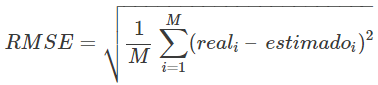 $RMSE = \sqrt{\frac{1}{M} \sum_{i=1}^{M} (real_i - estimado_i)^2}$